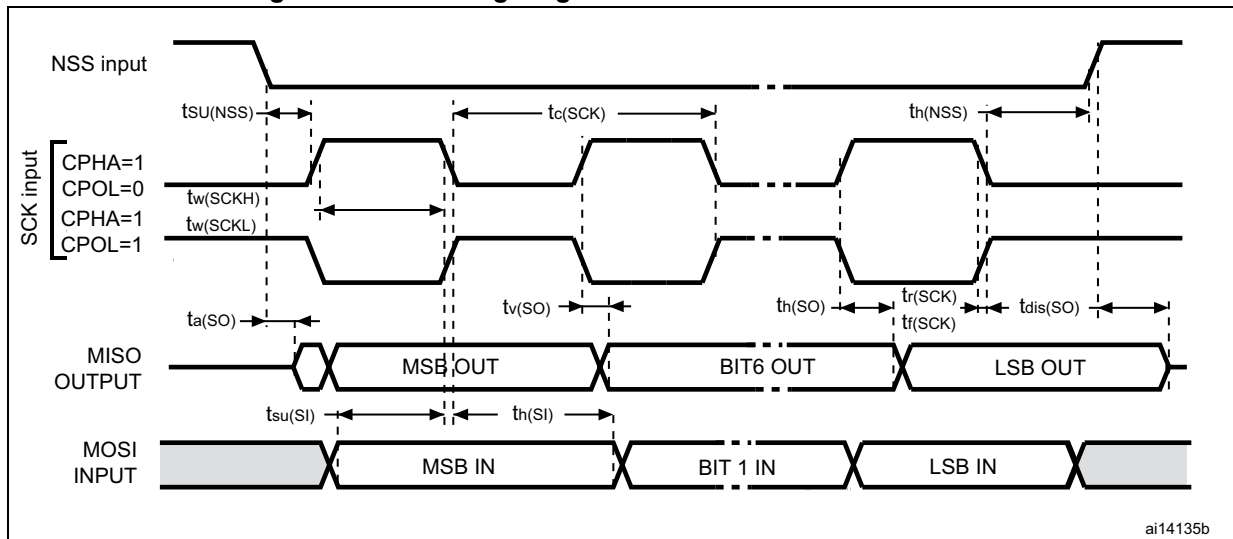 NSS input
tSU(NSS)
tc(SCK)
th(NSS)
SCK input
CPHA=1
CPOL=0
tw(SCKH)
CPHA=1
tw(SCKL)
CPOL=1
ta(SO)
tv(SO)
th(SO)
tr(SCK)
tf(SCK)
tdis(SO)
MISO
OUTPUT
MSB OUT
BIT6 OUT
LSB OUT
tsu(SI)
th(SI)
MOSI
INPUT
MSB IN
BIT 1 IN
LSB IN
ai14135b